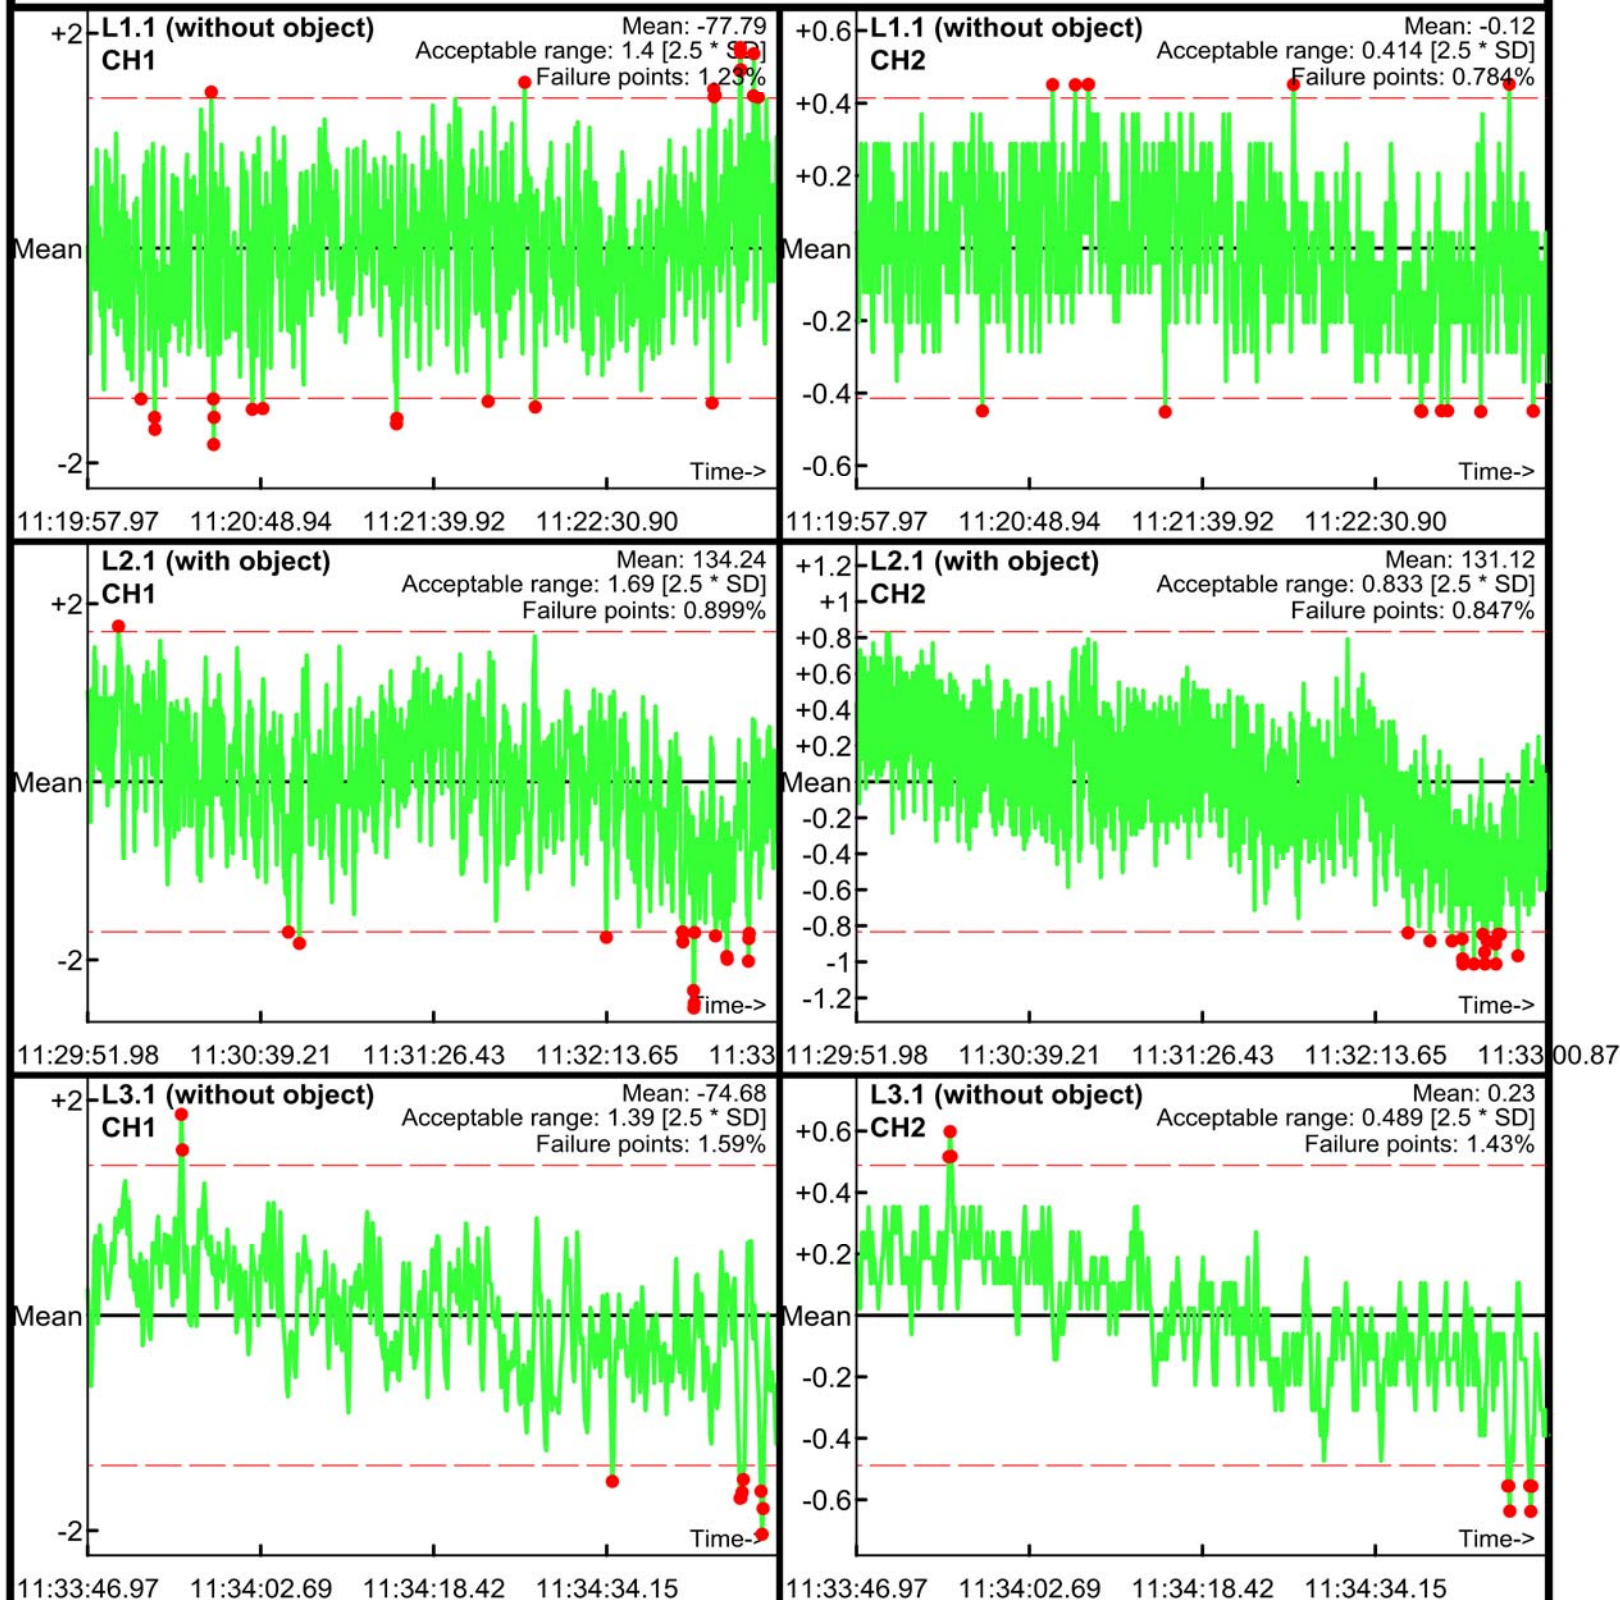 L1.1 (without object)
CH1
Mean: -77.79
Acceptable range: 1.4 [2.5 * SD]
Failure points: 1.23%
+2
Mean
-2
Time->
11:19:57.97 11:20:48.94 11:21:39.92 11:22:30.90
L1.1 (without object)
CH2
Mean: -0.12
Acceptable range: 0.414 [2.5 * SD]
Failure points: 0.784%
+0.6
+0.4
+0.2
Mean
-0.2
-0.4
-0.6
Time->
11:19:57.97 11:20:48.94 11:21:39.92 11:22:30.90
L2.1 (with object)
CH1
Mean: 134.24
Acceptable range: 1.69 [2.5 * SD]
Failure points: 0.899%
+2
Mean
-2
Time->
11:29:51.98 11:30:39.21 11:31:26.43 11:32:13.65 11:33
L2.1 (with object)
CH2
Mean: 131.12
Acceptable range: 0.833 [2.5 * SD]
Failure points: 0.847%
+1.2
+1
+0.8
+0.6
+0.4
+0.2
Mean
-0.2
-0.4
-0.6
-0.8
-1
-1.2
Time->
11:29:51.98 11:30:39.21 11:31:26.43 11:32:13.65 11:33:00.87
L3.1 (without object)
CH1
Mean: -74.68
Acceptable range: 1.39 [2.5 * SD]
Failure points: 1.59%
+2
Mean
-2
Time->
11:33:46.97 11:34:02.69 11:34:18.42 11:34:34.15
L3.1 (without object)
CH2
Mean: 0.23
Acceptable range: 0.489 [2.5 * SD]
Failure points: 1.43%
+0.6
+0.4
+0.2
Mean
-0.2
-0.4
-0.6
Time->
11:33:46.97 11:34:02.69 11:34:18.42 11:34:34.15